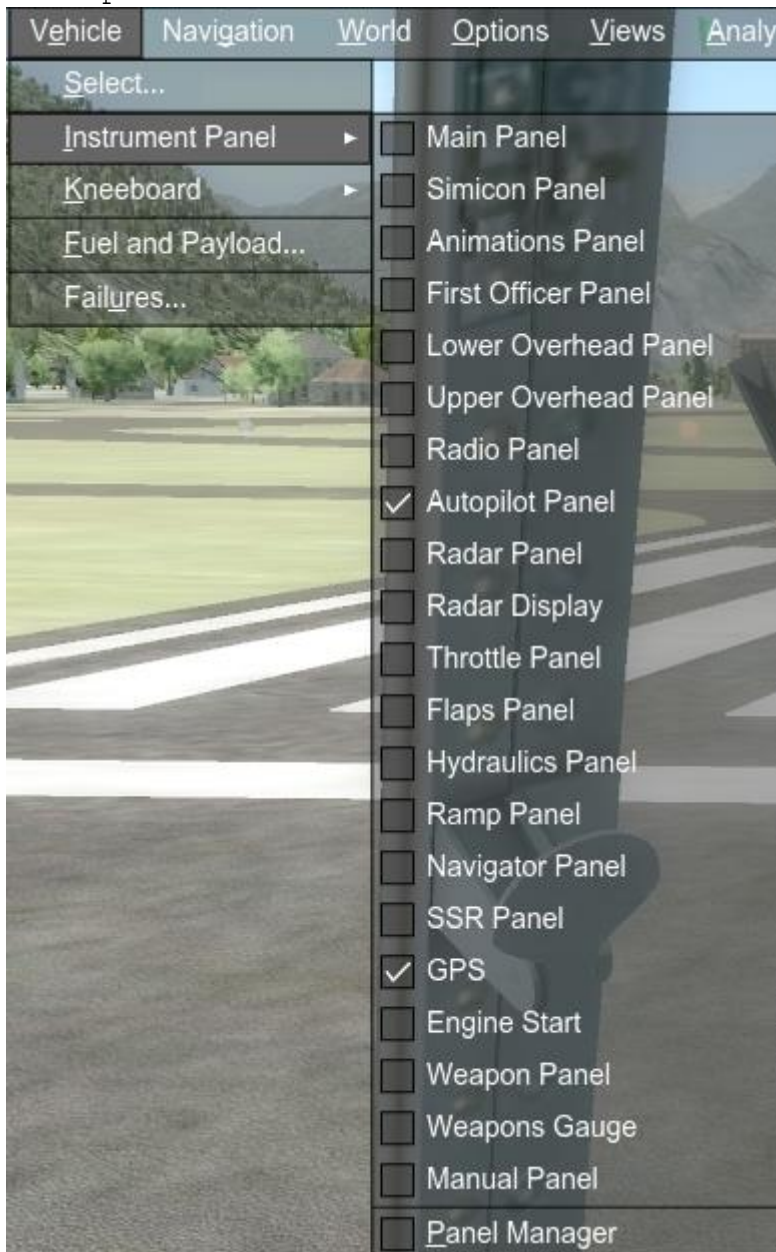 Vehicle Navigation World Options Views Analy
Select...
Instrument Panel
Kneeboard
Fuel and Payload...
Failures...
Main Panel
Simicon Panel
Animations Panel
First Officer Panel
Lower Overhead Panel
Upper Overhead Panel
Radio Panel
Autopilot Panel
Radar Panel
Radar Display
Throttle Panel
Flaps Panel
Hydraulics Panel
Ramp Panel
Navigator Panel
SSR Panel
GPS
Engine Start
Weapon Panel
Weapons Gauge
Manual Panel
Panel Manager